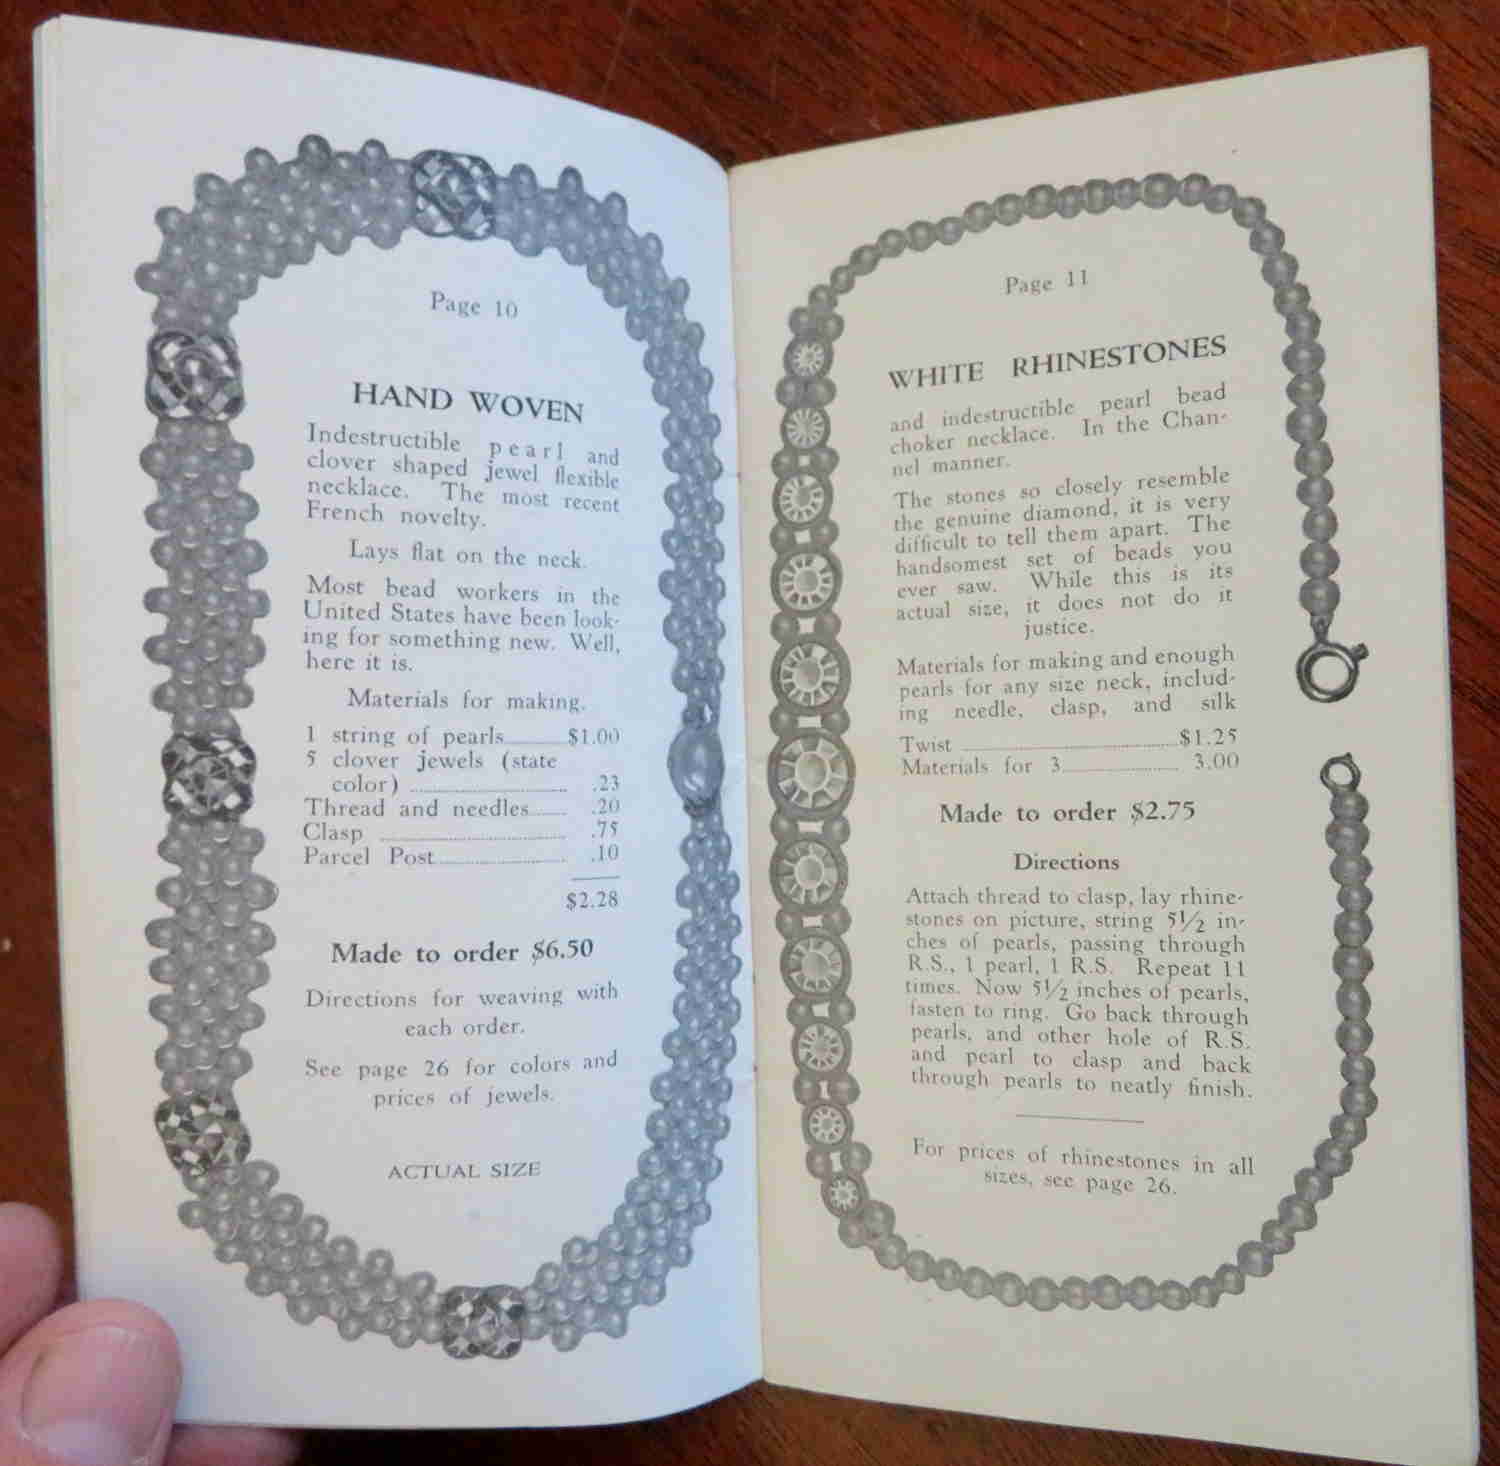 Page 10
HAND WOVEN
Indestructible pearl and
clover shaped jewel flexible
necklace. The most recent
French novelty.
Lays flat on the neck.
Most bead workers in the
United States have been look-
ing for something new. Well,
here it is.
Materials for making.
1 string of pearls $1.00
5 clover jewels (state
color) .23
Thread and needles .20
Clasp .75
Parcel Post .10
$2.28
Made to order $6.50
Directions for weaving with
each order.
See page 26 for colors and
prices of jewels.
ACTUAL SIZE
Page 11
WHITE RHINESTONES
and indestructible pearl bead
choker necklace. In the Chan-
nel manner.
The stones so closely resemble
the genuine diamond, it is very
difficult to tell them apart. The
handsomest set of beads you
ever saw. While this is its
actual size, it does not do it
justice.
Materials for making and enough
pearls for any size neck, includ-
ing needle, clasp, and silk
Twist $1.25
Materials for 3 3.00
Made to order $2.75
Directions
Attach thread to clasp, lay rhine-
stones on picture, string 5½ in-
ches of pearls, passing through
R.S., 1 pearl, 1 R.S. Repeat 11
times. Now 5½ inches of pearls,
fasten to ring. Go back through
pearls, and other hole of R.S.
and pearl to clasp and back
through pearls to neatly finish.
For prices of rhinestones in all
sizes, see page 26.